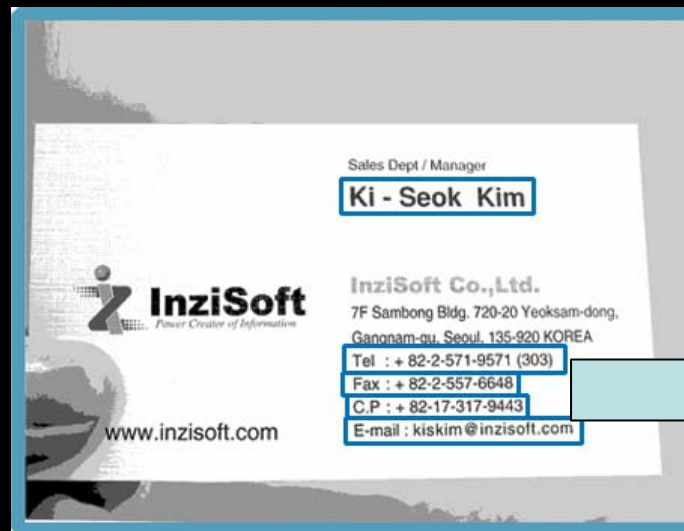 Sales Dept / Manager
Ki - Seok Kim
InziSoft
Power Creator of Information
InziSoft Co.,Ltd.
7F Sambong Bldg. 720-20 Yeoksam-dong,
Gangnam-gu, Seoul, 135-920 KOREA
Tel : + 82-2-571-9571 (303)
Fax : + 82-2-557-6648
C.P : + 82-17-317-9443
E-mail : kiskim@inzisoft.com
www.inzisoft.com